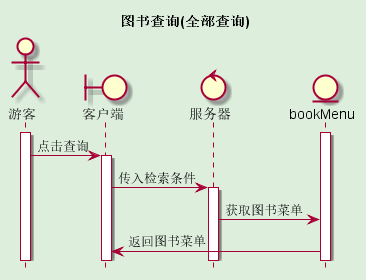 图书查询(全部查询)
游客
客户端
服务器
bookMenu
点击查询
传入检索条件
获取图书菜单
返回图书菜单